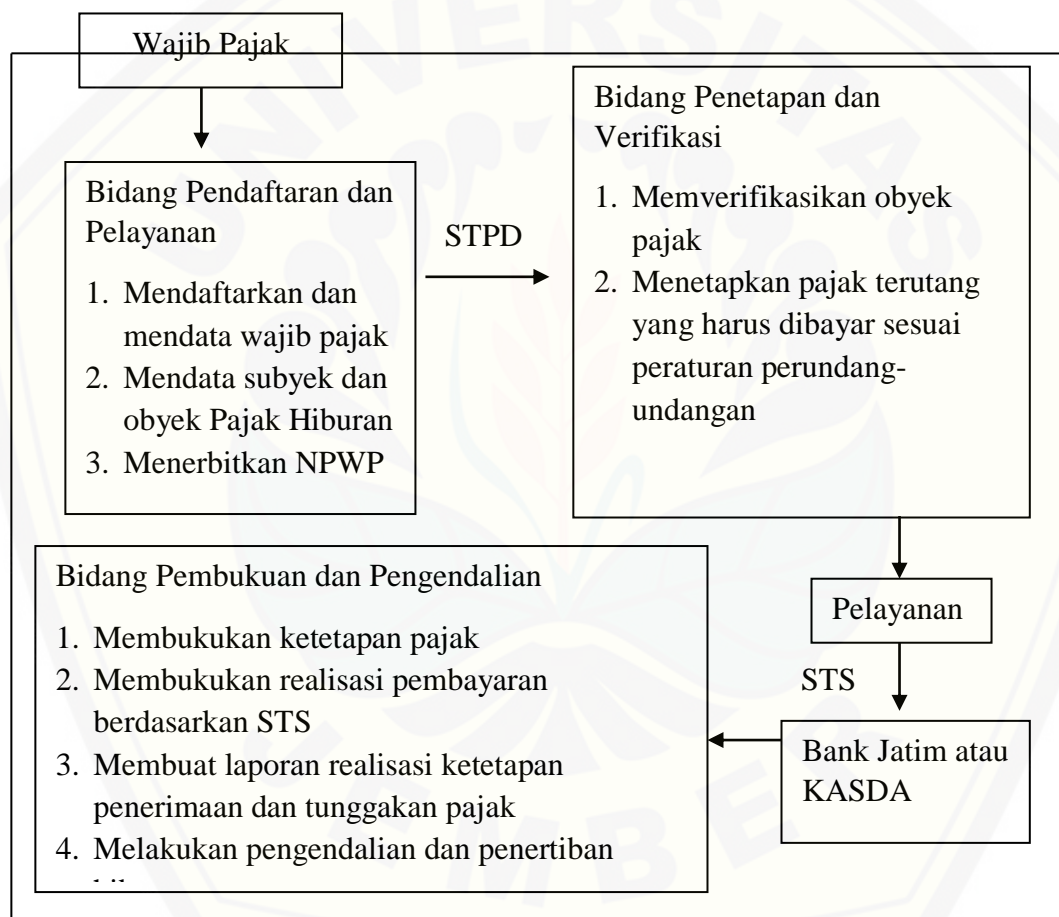 Wajib Pajak
Bidang Pendaftaran dan
Pelayanan
1. Mendaftarkan dan
mendata wajib pajak
2. Mendata subyek dan
obyek Pajak Hiburan
3. Menerbitkan NPWP
STPD
Bidang Penetapan dan
Verifikasi
1. Memverifikasikan obyek
pajak
2. Menetapkan pajak terutang
yang harus dibayar sesuai
peraturan perundang-
undangan
Pelayanan
STS
Bank Jatim atau
KASDA
Bidang Pembukuan dan Pengendalian
1. Membukukan ketetapan pajak
2. Membukukan realisasi pembayaran
berdasarkan STS
3. Membuat laporan realisasi ketetapan
penerimaan dan tunggakan pajak
4. Melakukan pengendalian dan penertiban
UNIVERSITAS
JEMBER